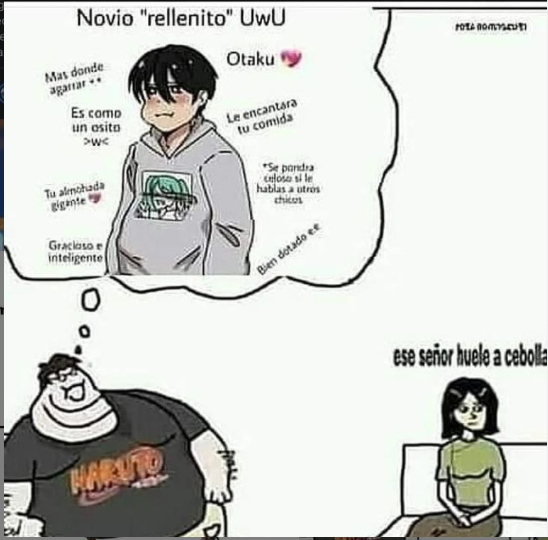 Novio "rellenito" UwU
Otaku
Mas donde
agarrar **
Es como
un osito
>w<
Le encantara
tu comida
*Se pondra
celoso si le
hablas a otros
chicos
Tu almohada
gigante
Gracioso e
inteligente
Bien dotado e.e
ese señor huele a cebolla
NARUTO